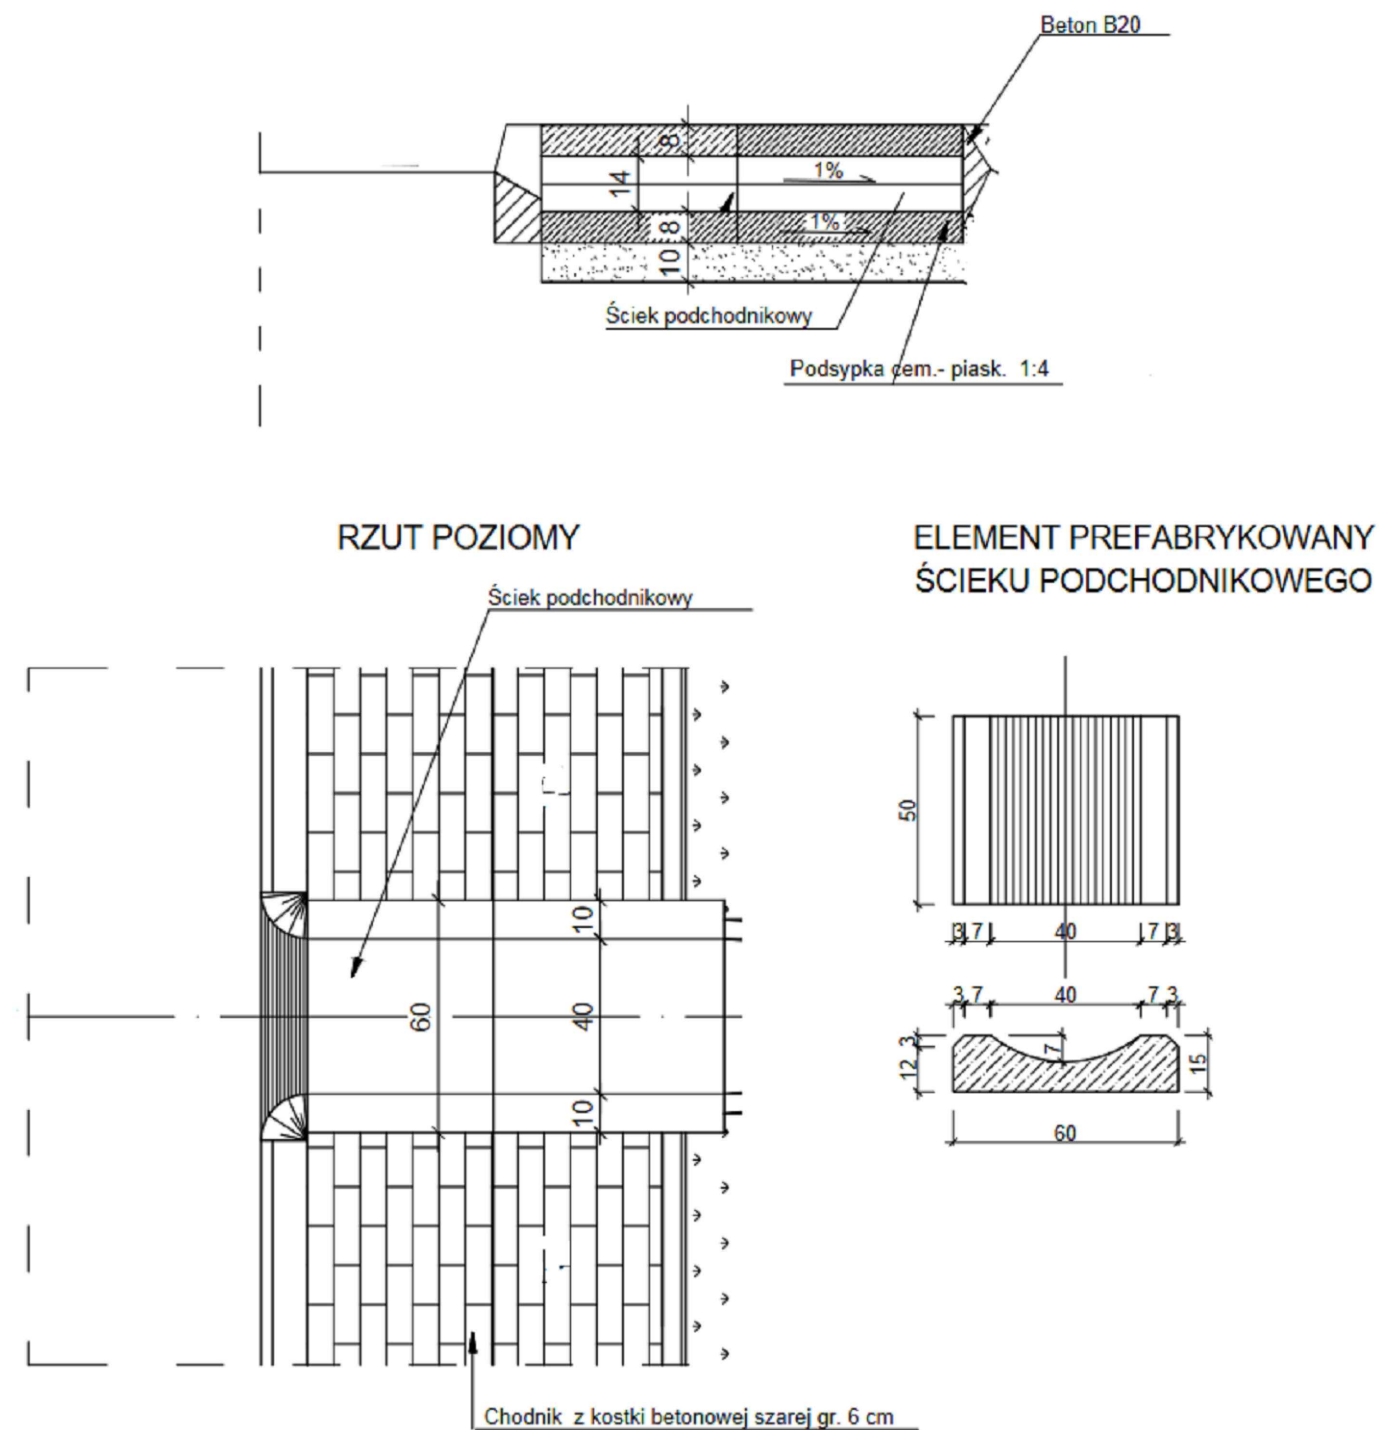 Beton B20
8
14
1%
8
1%
10
Ściek podchodnikowy
Podsypka cem.- piask. 1:4
RZUT POZIOMY
ELEMENT PREFABRYKOWANY
ŚCIEKU PODCHODNIKOWEGO
Ściek podchodnikowy
10
60
40
10
Chodnik z kostki betonowej szarej gr. 6 cm
50
3 7 40 7 3
3 7 40 7 3
3
12
7
15
60